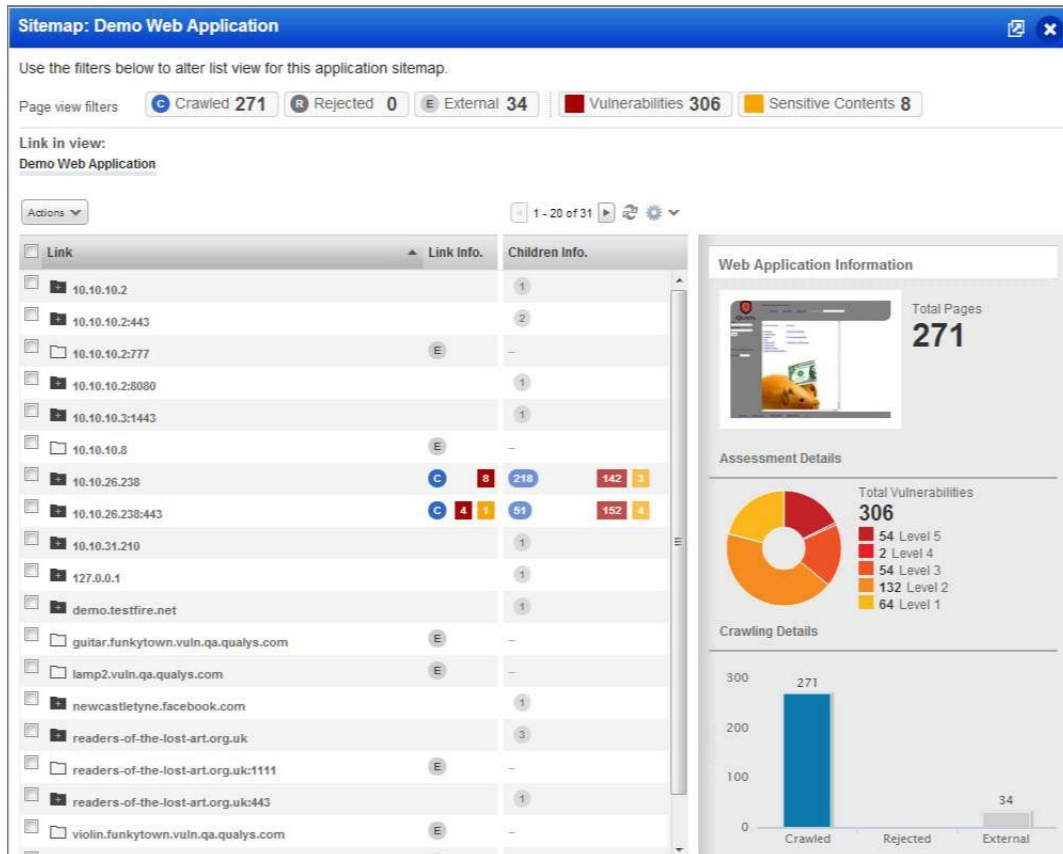 Sitemap: Demo Web Application
Use the filters below to alter list view for this application sitemap.
Page view filters C Crawled 271 R Rejected 0 E External 34 Vulnerabilities 306 Sensitive Contents 8
Link in view:
Demo Web Application
Actions 1 - 20 of 31
Link Link Info. Children Info.
10.10.10.2 1
10.10.10.2:443 2
10.10.10.2:777 E –
10.10.10.2:8080 1
10.10.10.3:1443 1
10.10.10.8 E –
10.10.26.238 C 8 218 142 3
10.10.26.238:443 C 4 1 51 152 4
10.10.31.210 1
127.0.0.1 1
demo.testfire.net 1
guitar.funkytown.vuln.qa.qualys.com E –
lamp2.vuln.qa.qualys.com E –
newcastletyne.facebook.com 1
readers-of-the-lost-art.org.uk 3
readers-of-the-lost-art.org.uk:1111 E –
readers-of-the-lost-art.org.uk:443 1
violin.funkytown.vuln.qa.qualys.com E –
Web Application Information
Total Pages
271
Assessment Details
Total Vulnerabilities
306
54 Level 5
2 Level 4
54 Level 3
132 Level 2
64 Level 1
Crawling Details
300
200
100
0
271
34
Crawled Rejected External